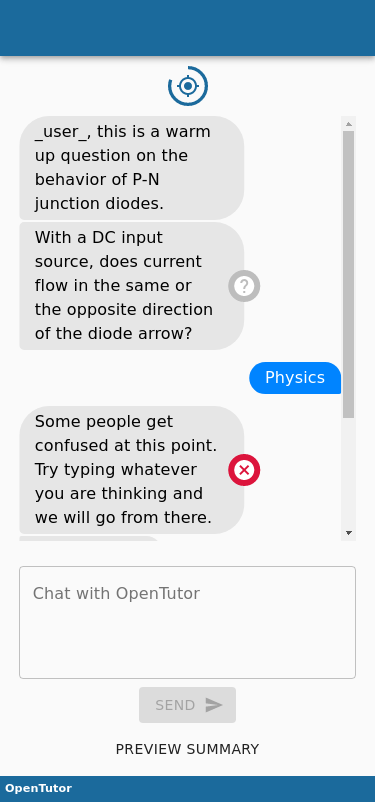 _user_, this is a warm
up question on the
behavior of P-N
junction diodes.
With a DC input
source, does current
flow in the same or
the opposite direction
of the diode arrow?
?
Physics
Some people get
confused at this point.
Try typing whatever
you are thinking and
we will go from there.
Chat with OpenTutor
SEND
PREVIEW SUMMARY
OpenTutor